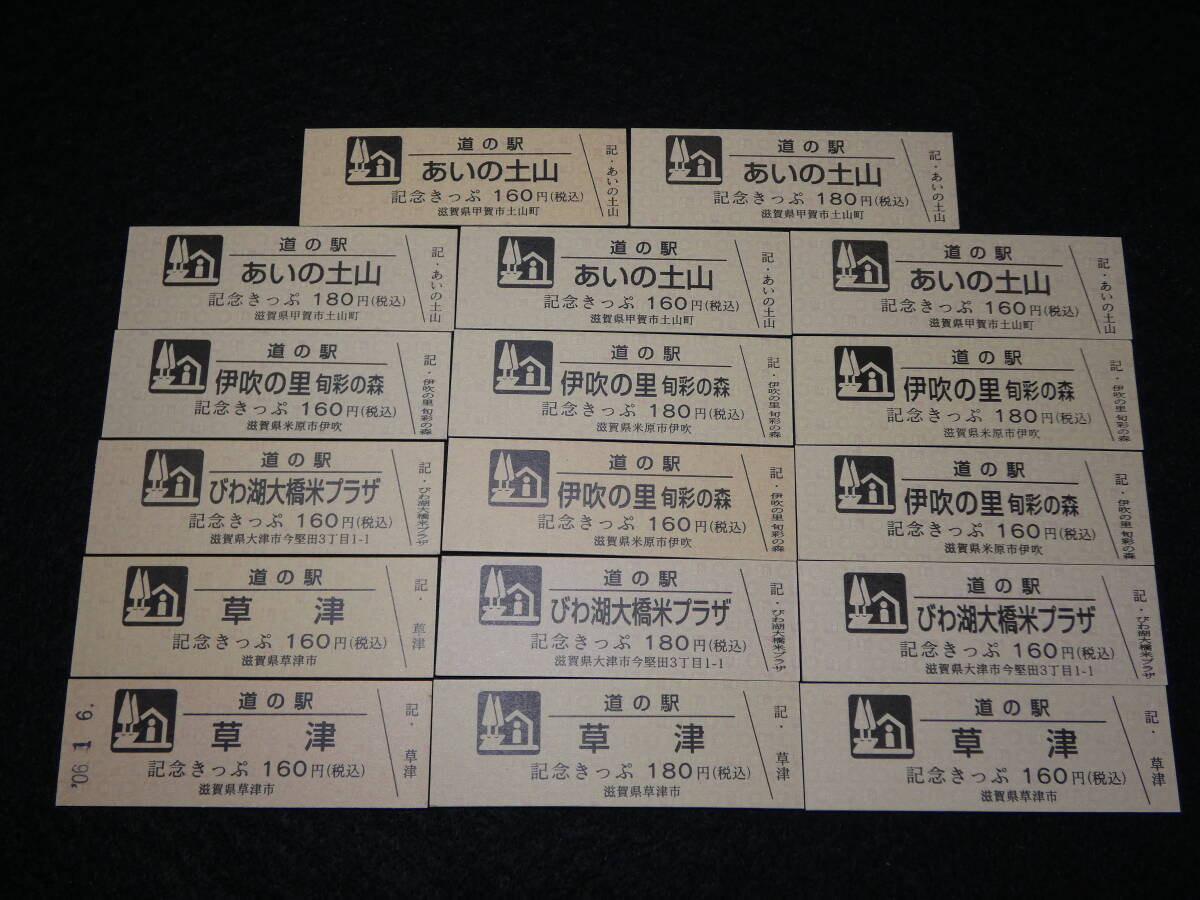 道の駅
あいの土山
記念きっぷ 160円(税込)
滋賀県甲賀市土山町
記・あいの土山
道の駅
あいの土山
記念きっぷ 180円(税込)
滋賀県甲賀市土山町
記・あいの土山
道の駅
あいの土山
記念きっぷ 180円(税込)
滋賀県甲賀市土山町
記・あいの土山
道の駅
あいの土山
記念きっぷ 160円(税込)
滋賀県甲賀市土山町
記・あいの土山
道の駅
あいの土山
記念きっぷ 160円(税込)
滋賀県甲賀市土山町
記・あいの土山
道の駅
伊吹の里 旬彩の森
記念きっぷ 160円(税込)
滋賀県米原市伊吹
記・伊吹の里 旬彩の森
道の駅
伊吹の里 旬彩の森
記念きっぷ 180円(税込)
滋賀県米原市伊吹
記・伊吹の里 旬彩の森
道の駅
伊吹の里 旬彩の森
記念きっぷ 180円(税込)
滋賀県米原市伊吹
記・伊吹の里 旬彩の森
道の駅
びわ湖大橋米プラザ
記念きっぷ 160円(税込)
滋賀県大津市今堅田3丁目1-1
記・びわ湖大橋米プラザ
道の駅
伊吹の里 旬彩の森
記念きっぷ 160円(税込)
滋賀県米原市伊吹
記・伊吹の里 旬彩の森
道の駅
伊吹の里 旬彩の森
記念きっぷ 160円(税込)
滋賀県米原市伊吹
記・伊吹の里 旬彩の森
道の駅
草 津
記念きっぷ 160円(税込)
滋賀県草津市
記・ 草津
道の駅
びわ湖大橋米プラザ
記念きっぷ 180円(税込)
滋賀県大津市今堅田3丁目1-1
記・びわ湖大橋米プラザ
道の駅
びわ湖大橋米プラザ
記念きっぷ 160円(税込)
滋賀県大津市今堅田3丁目1-1
記・びわ湖大橋米プラザ
'06. 1. 6.
道の駅
草 津
記念きっぷ 160円(税込)
滋賀県草津市
記・ 草津
道の駅
草 津
記念きっぷ 180円(税込)
滋賀県草津市
記・ 草津
道の駅
草 津
記念きっぷ 160円(税込)
滋賀県草津市
記・ 草津